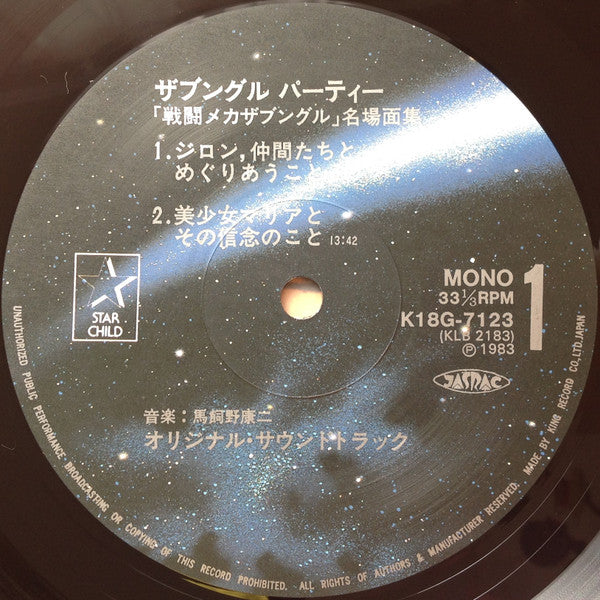 ザブングル パーティー
「戦闘メカザブングル」名場面集
1.ジロン,仲間たちと
めぐりあうこと
2.美少女マリアと
その信念のこと 13:42
STAR
CHILD
MONO
33⅓RPM
K18G-7123
(KLB 2183)
Ⓟ1983
1
JASRAC
音楽：馬飼野康二
オリジナル・サウンドトラック
UNAUTHORIZED PUBLIC PERFORMANCE, BROADCASTING OR COPYING OF THIS RECORD PROHIBITED. ALL RIGHTS OF AUTHORS & MANUFACTURER RESERVED. MADE BY KING RECORD CO., LTD. JAPAN